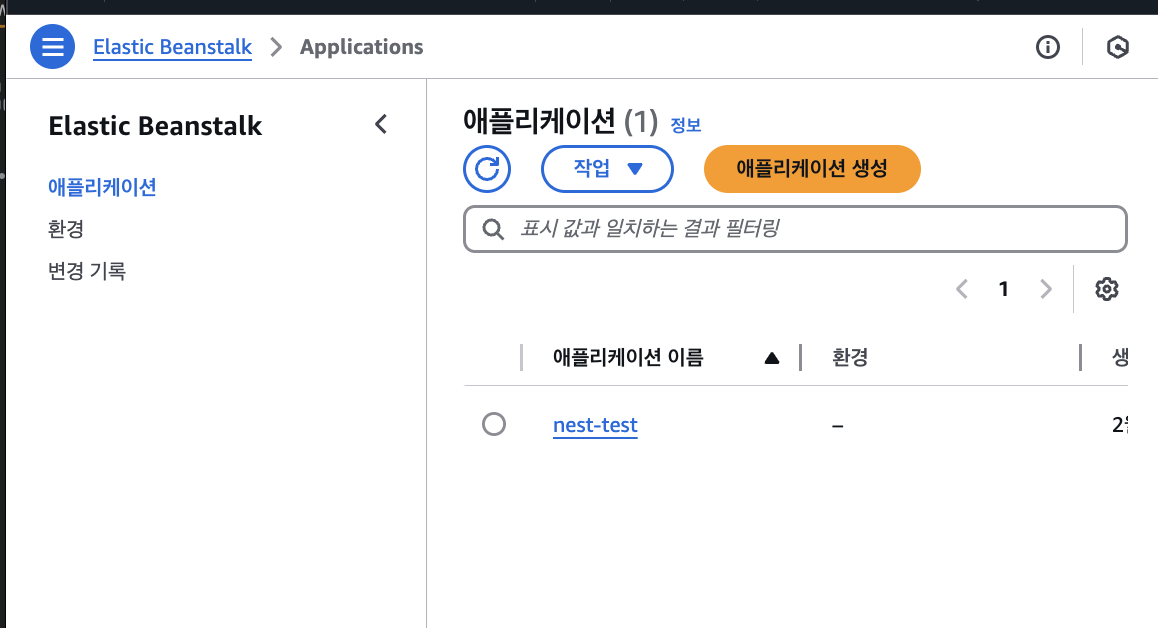 Elastic Beanstalk > Applications
Elastic Beanstalk
애플리케이션
환경
변경 기록
애플리케이션 (1) 정보
작업 애플리케이션 생성
표시 값과 일치하는 결과 필터링
1
애플리케이션 이름 환경 생
nest-test – 2